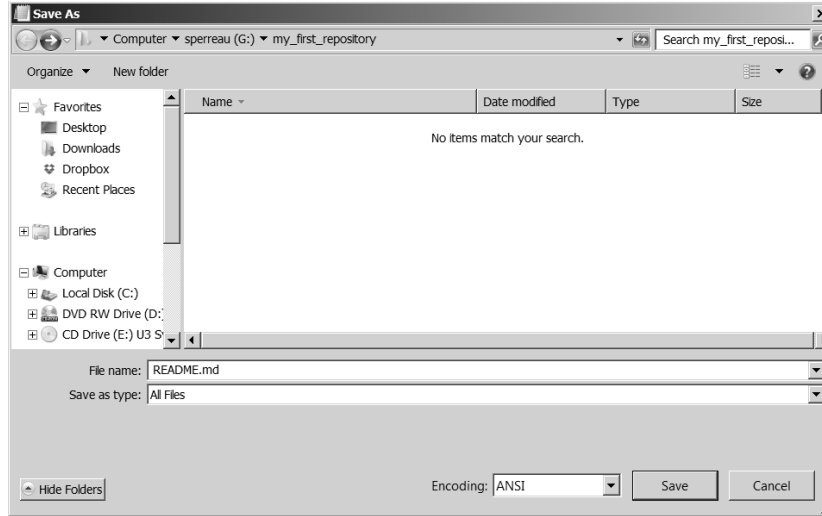 Save As
Computer sperreau (G:) my_first_repository Search my_first_reposi...
Organize New folder
Name Date modified Type Size
No items match your search.
Favorites
Desktop
Downloads
Dropbox
Recent Places
Libraries
Computer
Local Disk (C:)
DVD RW Drive (D:)
CD Drive (E:) U3 S
File name: README.md
Save as type: All Files
Hide Folders Encoding: ANSI Save Cancel